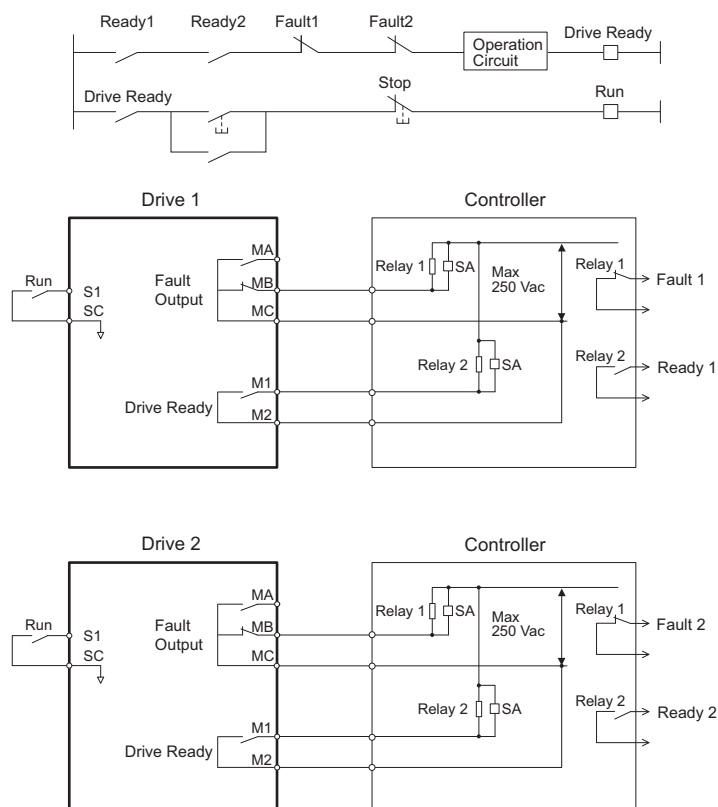 Ready1 Ready2 Fault1 Fault2
Operation
Circuit
Drive Ready
Drive Ready
Stop
Run
Drive 1
Controller
Run
S1
SC
Fault
Output
MA
MB
MC
Drive Ready
M1
M2
Relay 1
SA
Max
250 Vac
Relay 2
SA
Relay 1
Fault 1
Relay 2
Ready 1
Drive 2
Controller
Run
S1
SC
Fault
Output
MA
MB
MC
Drive Ready
M1
M2
Relay 1
SA
Max
250 Vac
Relay 2
SA
Relay 1
Fault 2
Relay 2
Ready 2